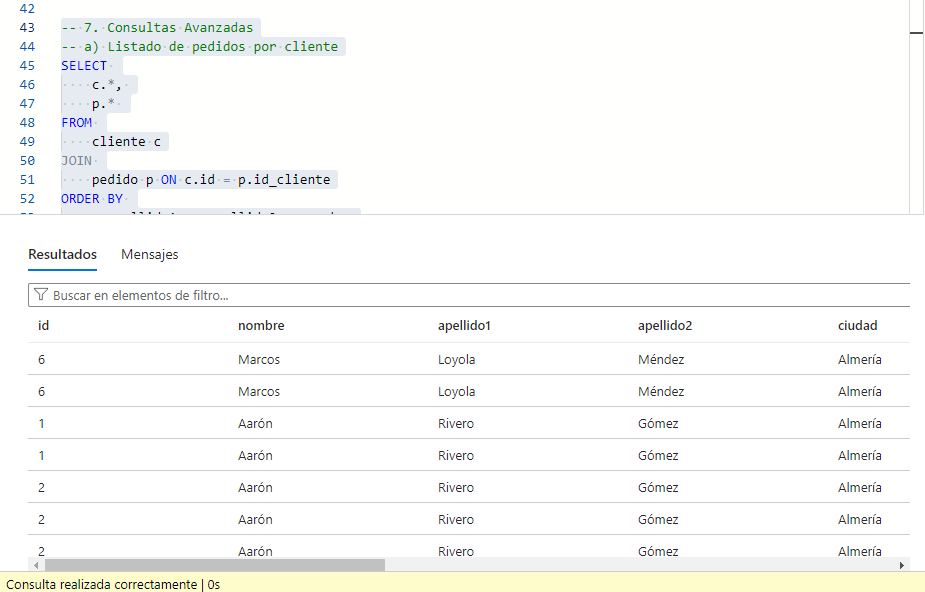 42
43 -- 7. Consultas Avanzadas
44 -- a) Listado de pedidos por cliente
45 SELECT
46 c.*,
47 p.*
48 FROM
49 cliente c
50 JOIN
51 pedido p ON c.id = p.id_cliente
52 ORDER BY
Resultados Mensajes
Buscar en elementos de filtro...
id nombre apellido1 apellido2 ciudad
6 Marcos Loyola Méndez Almería
6 Marcos Loyola Méndez Almería
1 Aarón Rivero Gómez Almería
1 Aarón Rivero Gómez Almería
2 Aarón Rivero Gómez Almería
2 Aarón Rivero Gómez Almería
2 Aarón Rivero Gómez Almería
Consulta realizada correctamente | 0s